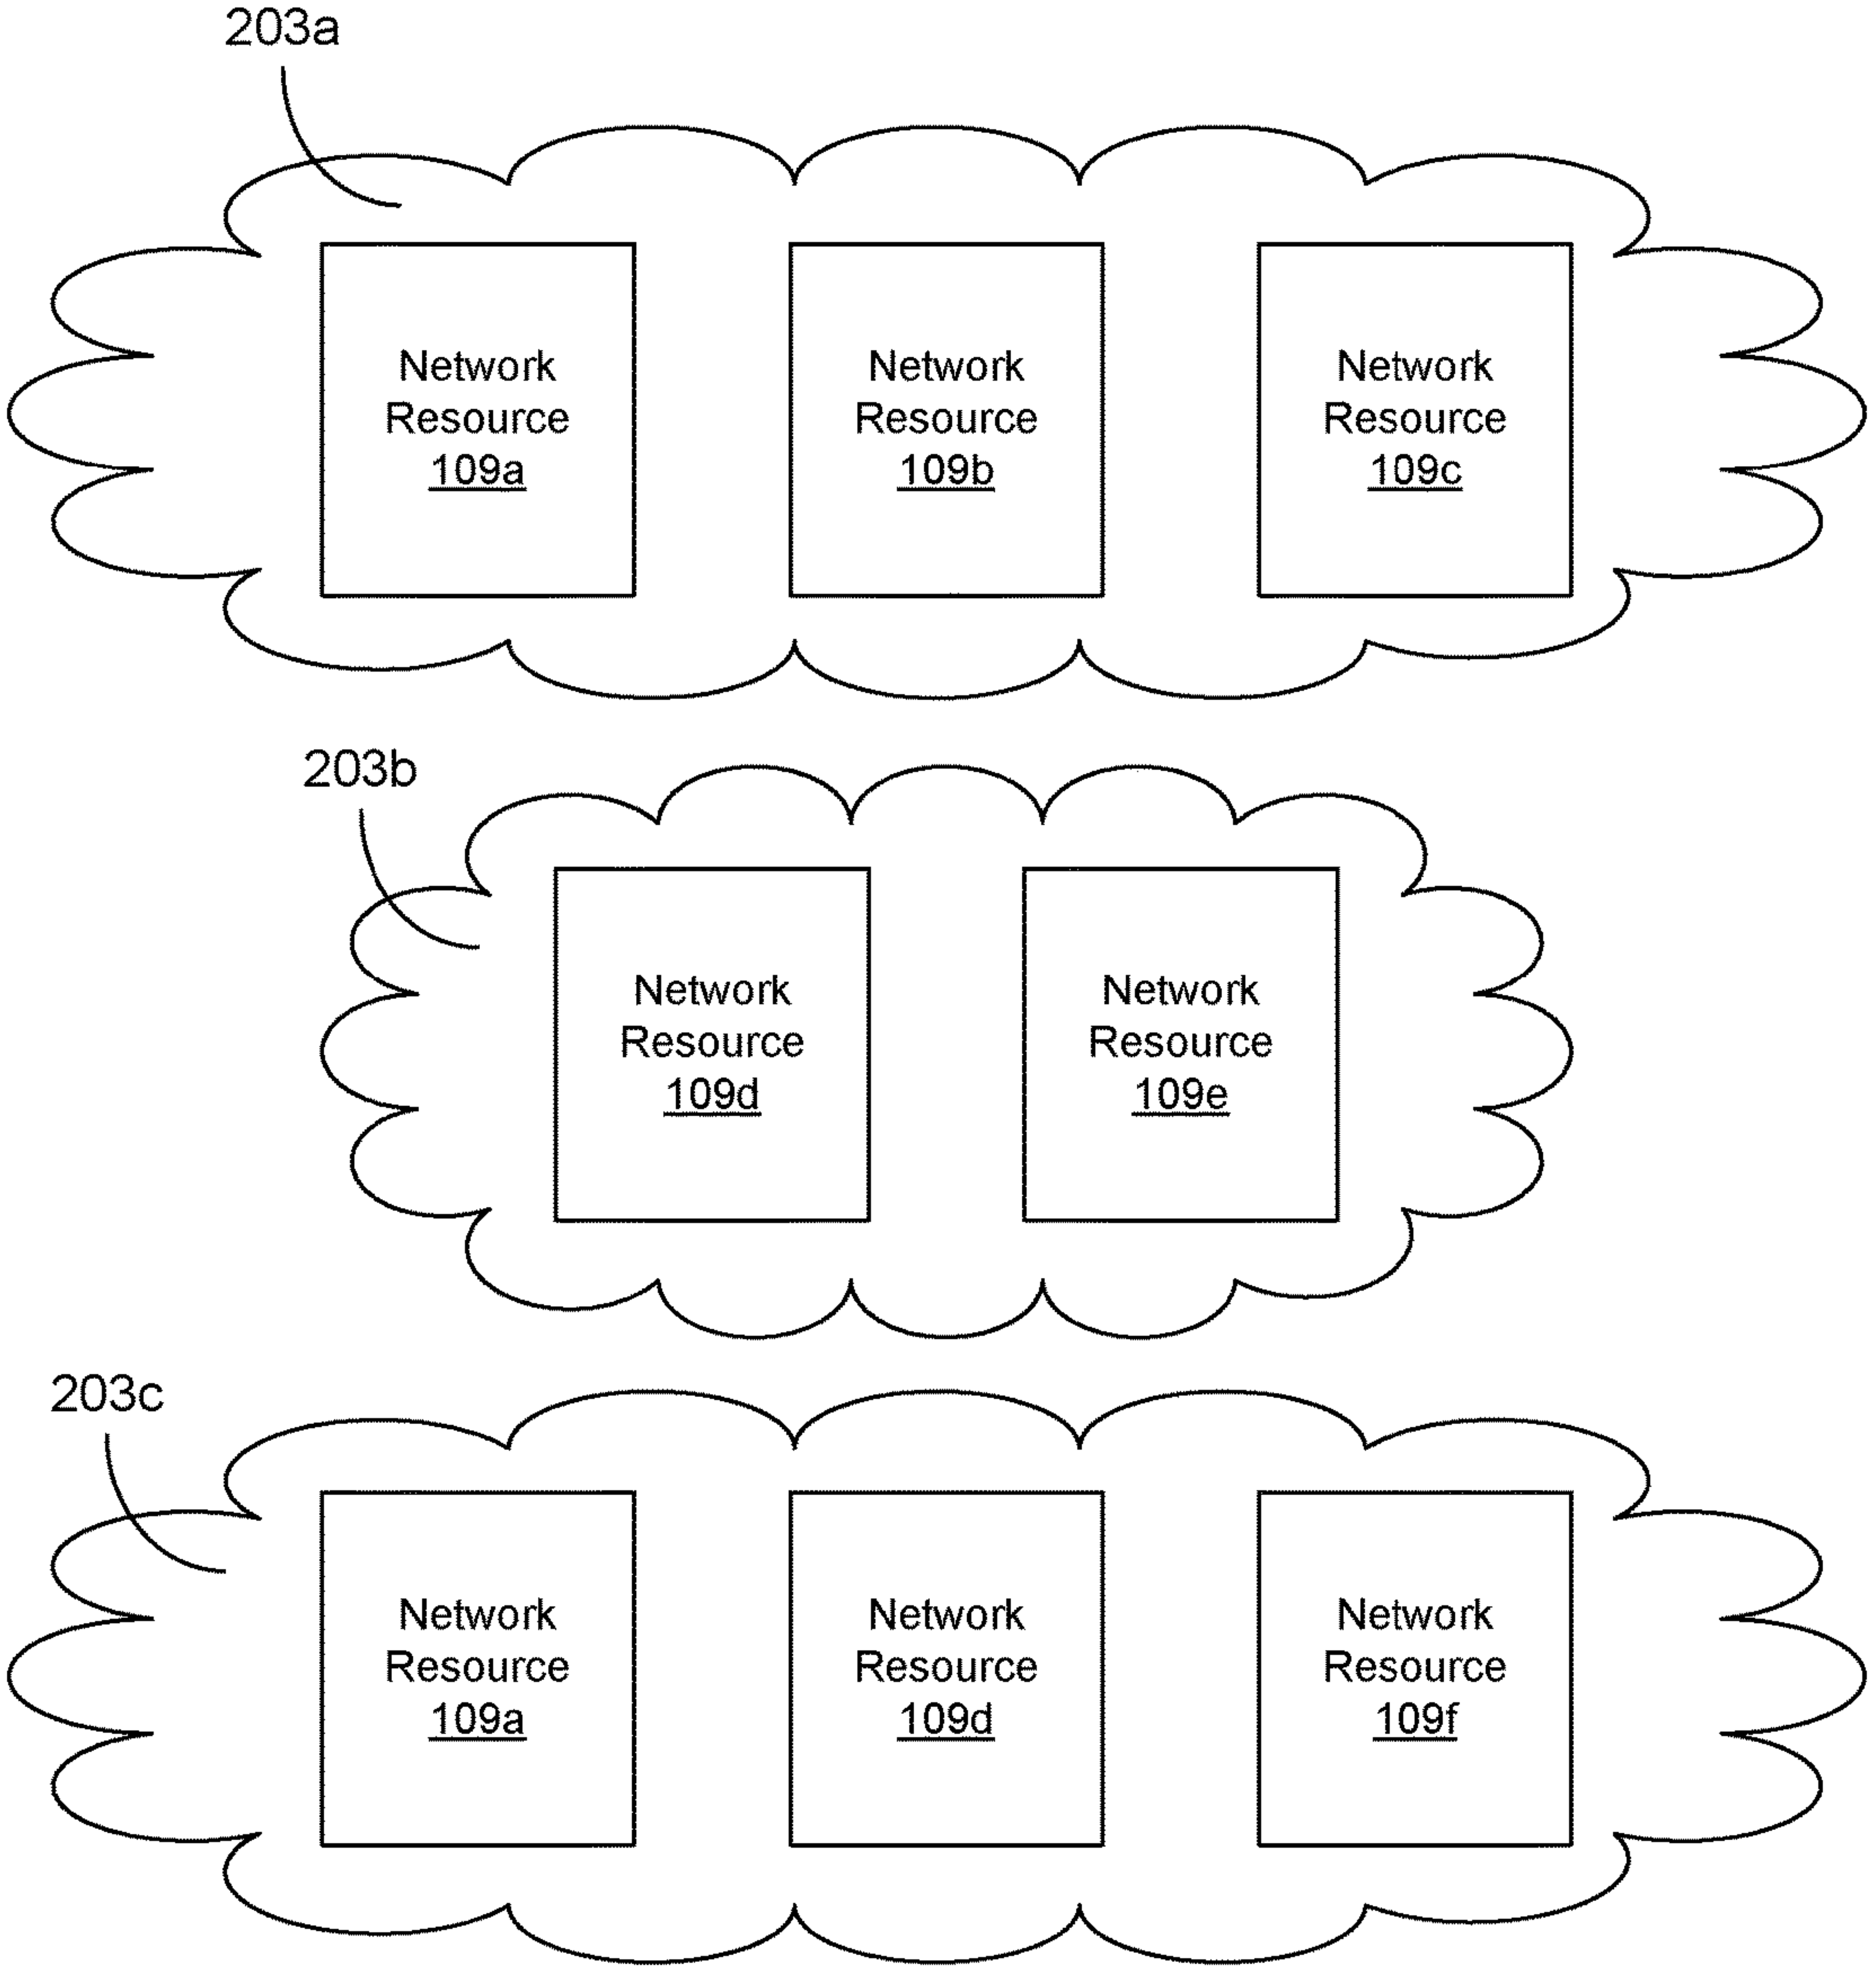 203a
Network
Resource
109a
Network
Resource
109b
Network
Resource
109c
203b
Network
Resource
109d
Network
Resource
109e
203c
Network
Resource
109a
Network
Resource
109d
Network
Resource
109f